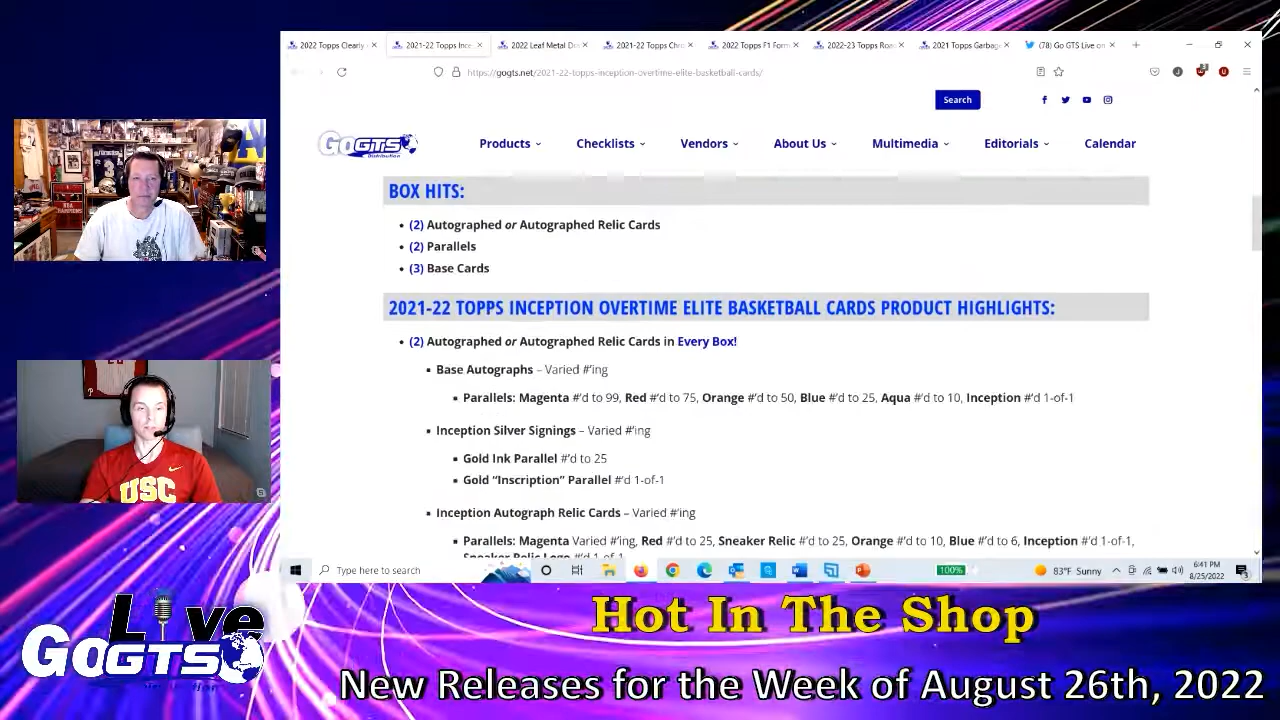 2022 Topps Clearly
2021-22 Topps Ince
2022 Leaf Metal Dr
2021-22 Topps Chro
2022 Topps F1 Form
2022-23 Topps Roa
2021 Topps Garbag
(78) Go GTS Live on
https://gogts.net/2021-22-topps-inception-overtime-elite-basketball-cards/
Search
GoGTS
Distribution
Products
Checklists
Vendors
About Us
Multimedia
Editorials
Calendar
BOX HITS:
• (2) Autographed or Autographed Relic Cards
• (2) Parallels
• (3) Base Cards
2021-22 TOPPS INCEPTION OVERTIME ELITE BASKETBALL CARDS PRODUCT HIGHLIGHTS:
• (2) Autographed or Autographed Relic Cards in Every Box!
▪ Base Autographs – Varied #'ing
▪ Parallels: Magenta #'d to 99, Red #'d to 75, Orange #'d to 50, Blue #'d to 25, Aqua #'d to 10, Inception #'d 1-of-1
▪ Inception Silver Signings – Varied #'ing
▪ Gold Ink Parallel #'d to 25
▪ Gold "Inscription" Parallel #'d 1-of-1
▪ Inception Autograph Relic Cards – Varied #'ing
▪ Parallels: Magenta Varied #'ing, Red #'d to 25, Sneaker Relic #'d to 25, Orange #'d to 10, Blue #'d to 6, Inception #'d 1-of-1,
Sneaker Relic Logo #'d 1-of-1
USC
Type here to search
100%
83°F Sunny
6:41 PM
8/25/2022
Live
GoGTS
Hot In The Shop
New Releases for the Week of August 26th, 2022